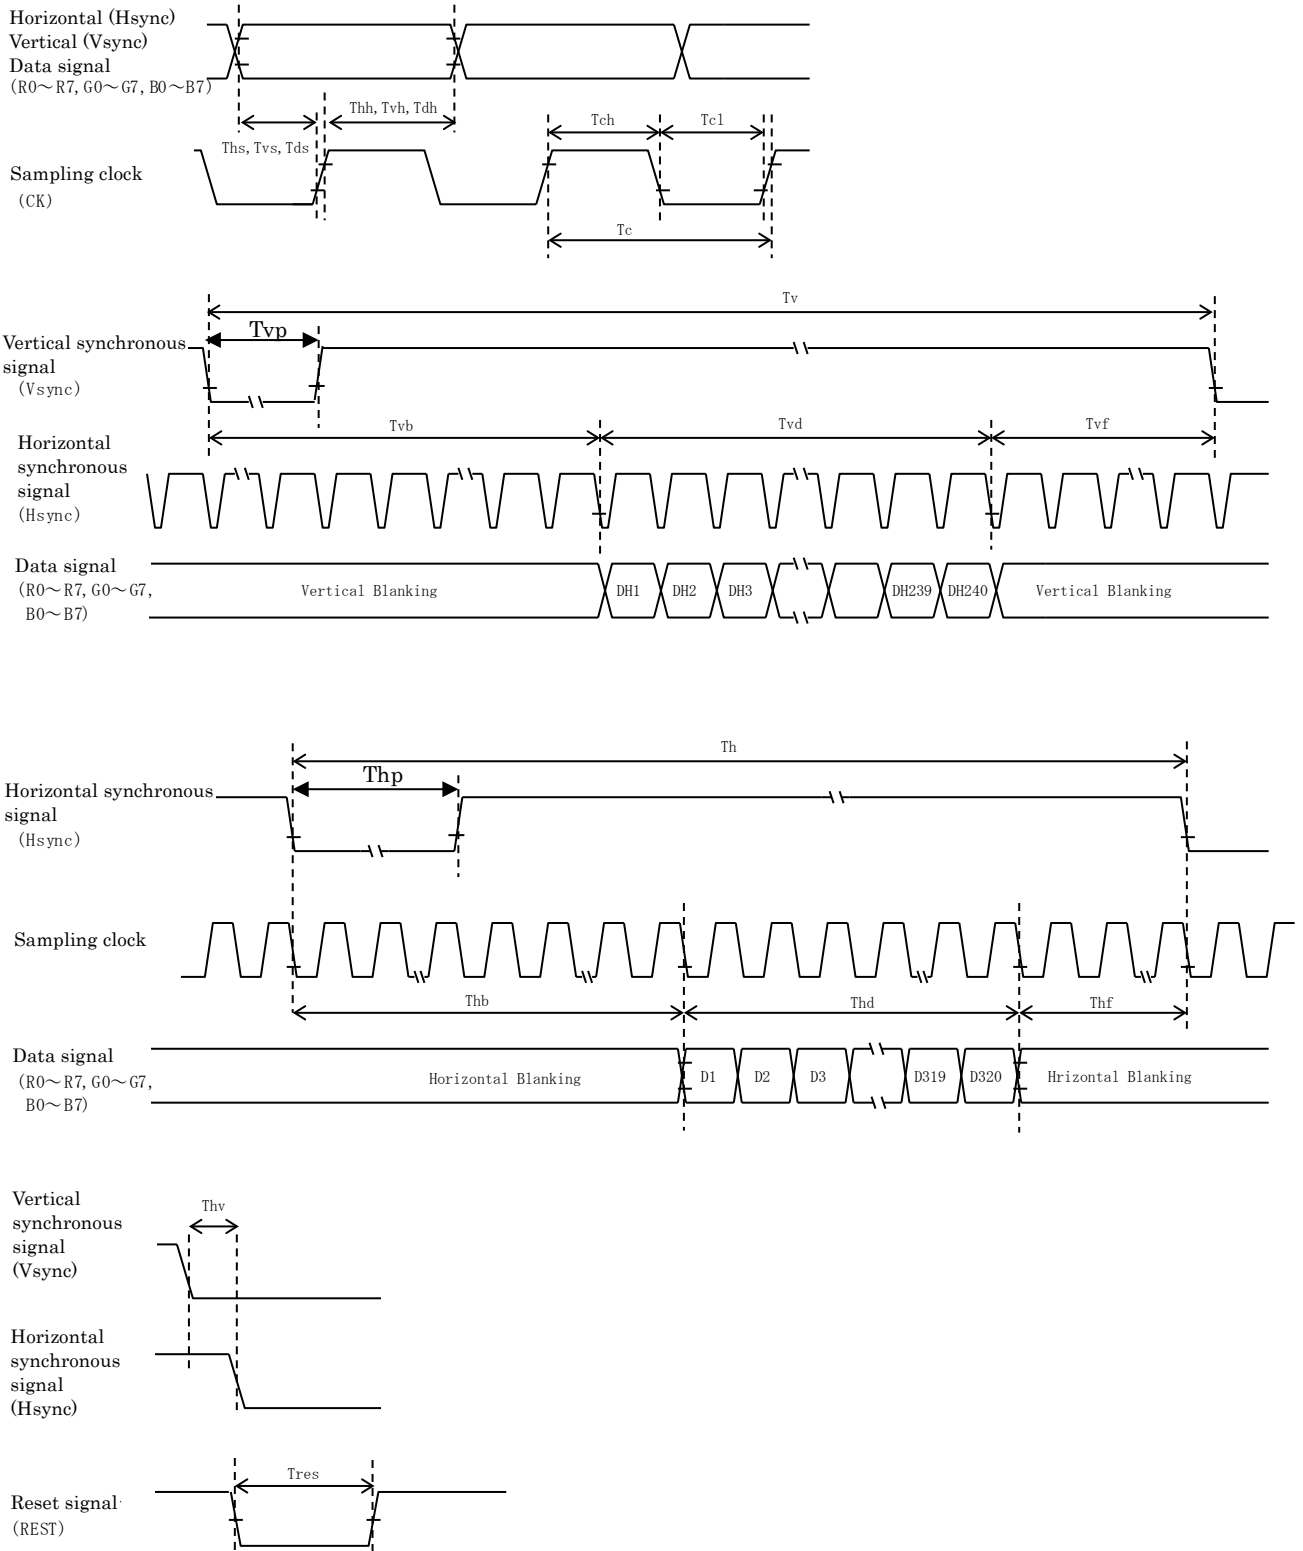 Horizontal (Hsync)
Vertical (Vsync)
Data signal
(R0～R7, G0～G7, B0～B7)
Thh, Tvh, Tdh
Ths, Tvs, Tds
Tch
Tcl
Sampling clock
(CK)
Tc
Tv
Tvp
Vertical synchronous
signal
(Vsync)
Tvb
Tvd
Tvf
Horizontal
synchronous
signal
(Hsync)
Data signal
(R0～R7, G0～G7,
B0～B7)
Vertical Blanking
DH1
DH2
DH3
DH239
DH240
Vertical Blanking
Th
Thp
Horizontal synchronous
signal
(Hsync)
Sampling clock
Thb
Thd
Thf
Data signal
(R0～R7, G0～G7,
B0～B7)
Horizontal Blanking
D1
D2
D3
D319
D320
Hrizontal Blanking
Vertical
synchronous
signal
(Vsync)
Thv
Horizontal
synchronous
signal
(Hsync)
Tres
Reset signal
(REST)